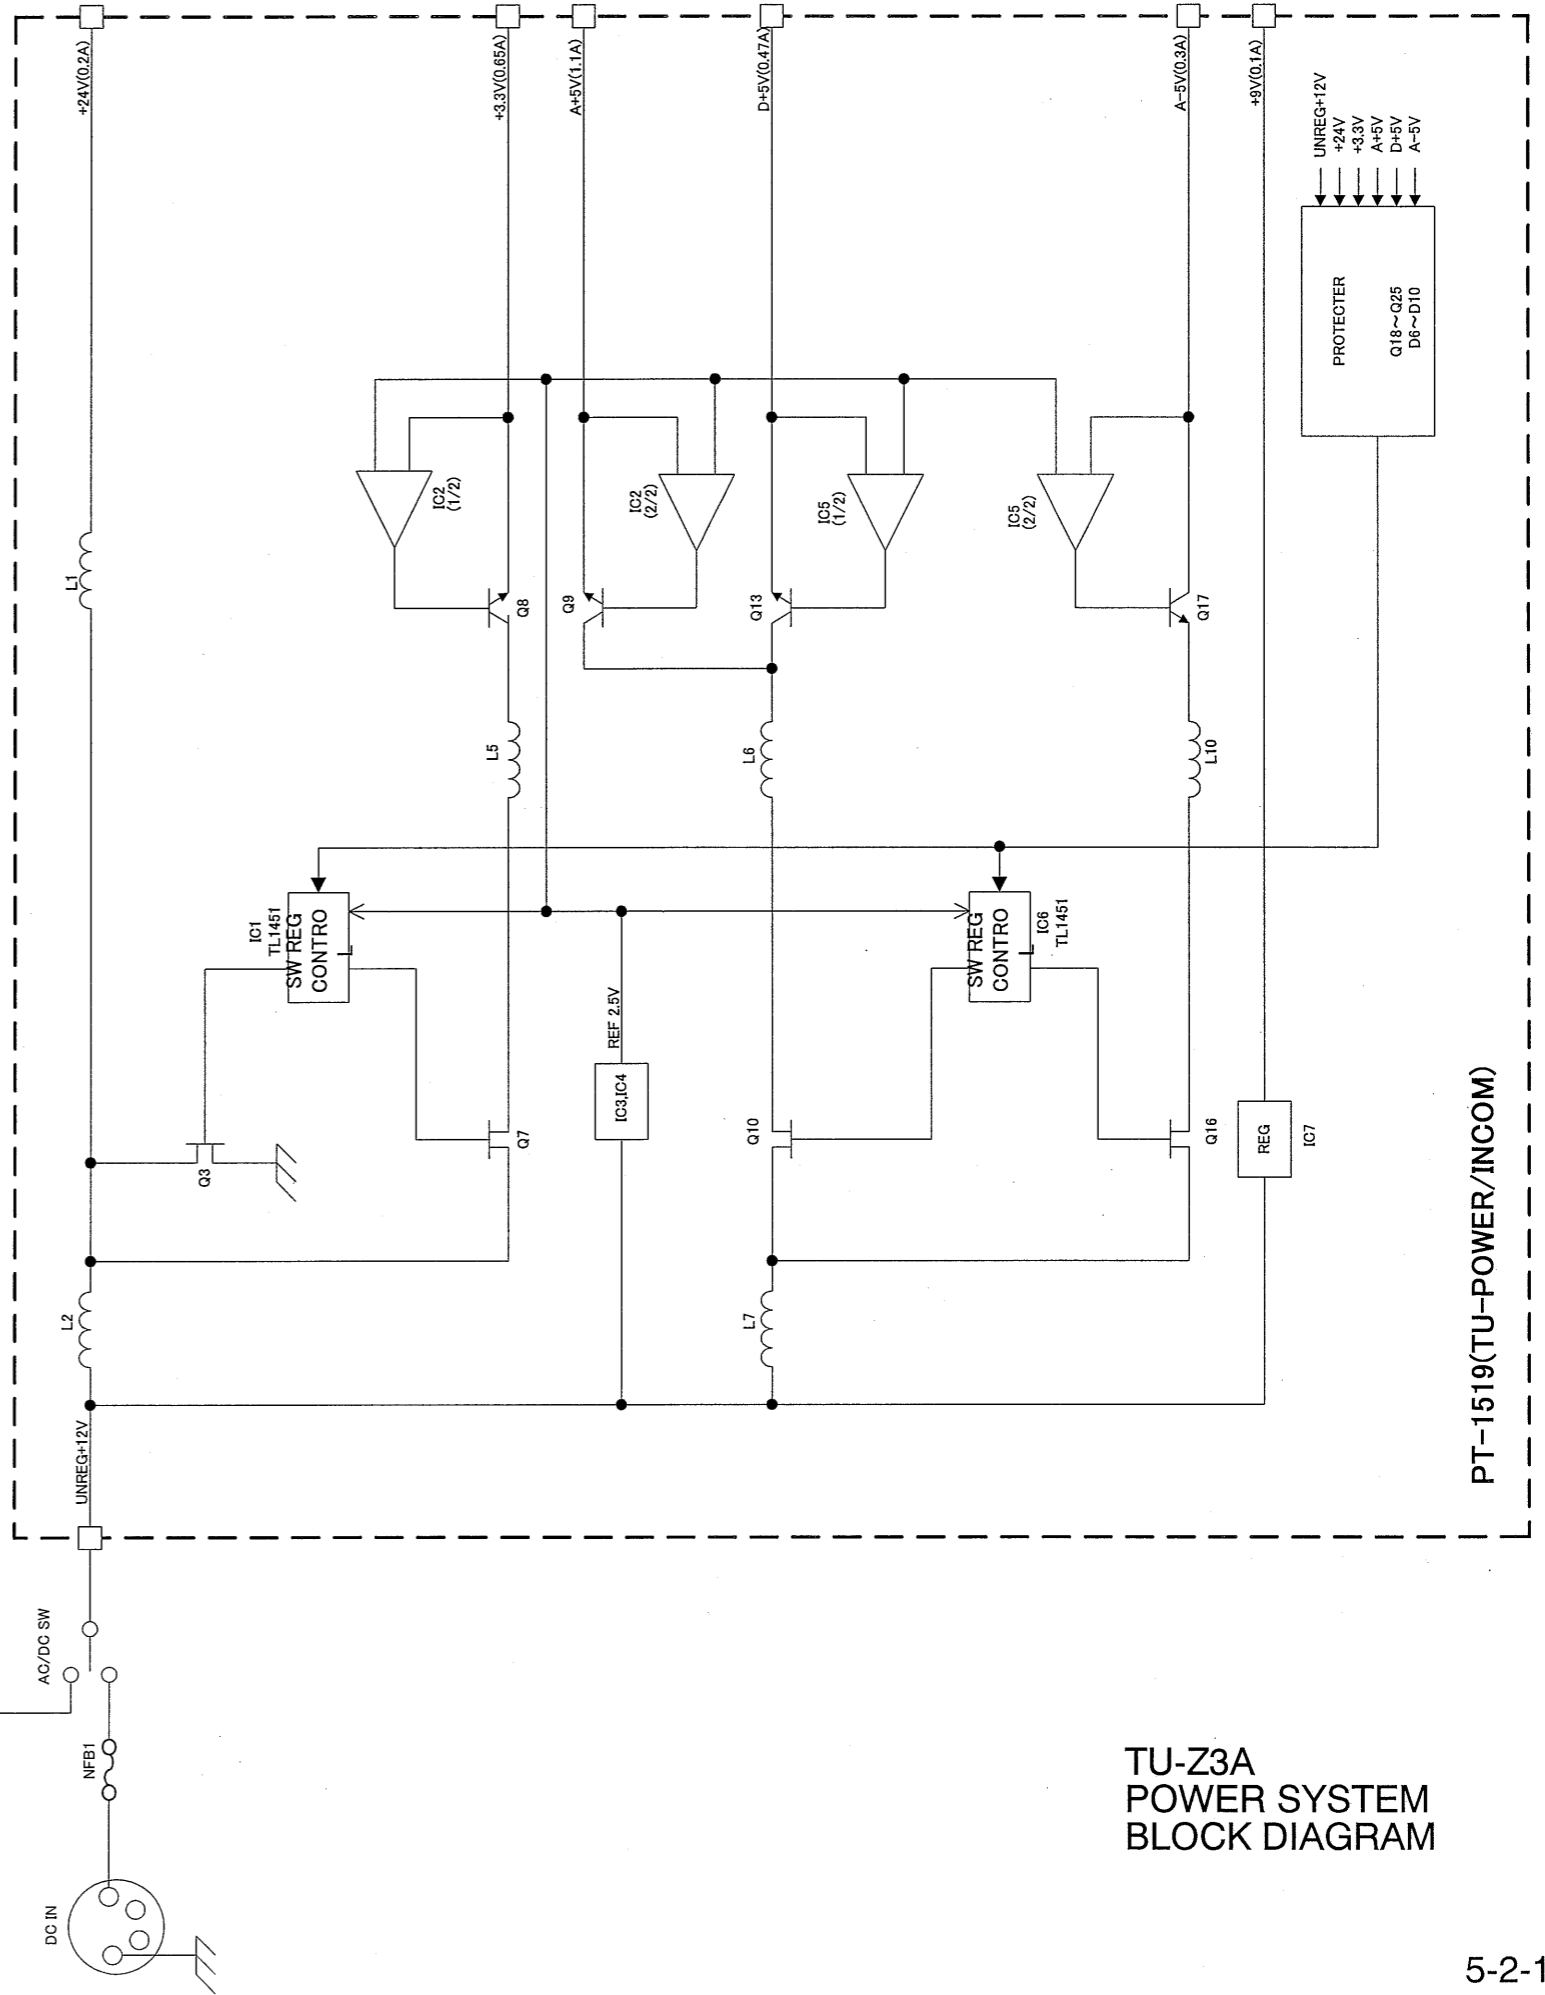 +24V(0.2A)
+3.3V(0.65A)
A+5V(1.1A)
D+5V(0.47A)
A-5V(0.3A)
+9V(0.1A)
UNREG+12V
+24V
+3.3V
A+5V
D+5V
A-5V
PROTECTER
Q18~Q25
D6~D10
IC2
(1/2)
IC2
(2/2)
IC5
(1/2)
IC5
(2/2)
L1
Q8
Q9
Q13
Q17
L5
L6
L10
IC1
TL1451
SW REG
CONTRO
L
IC6
TL1451
SW REG
CONTRO
L
REF 2.5V
IC3,IC4
Q3
Q7
Q10
Q16
REG
IC7
L2
L7
UNREG+12V
PT-1519(TU-POWER/INCOM)
AC/DC SW
NFB1
DC IN
TU-Z3A
POWER SYSTEM
BLOCK DIAGRAM
5-2-1